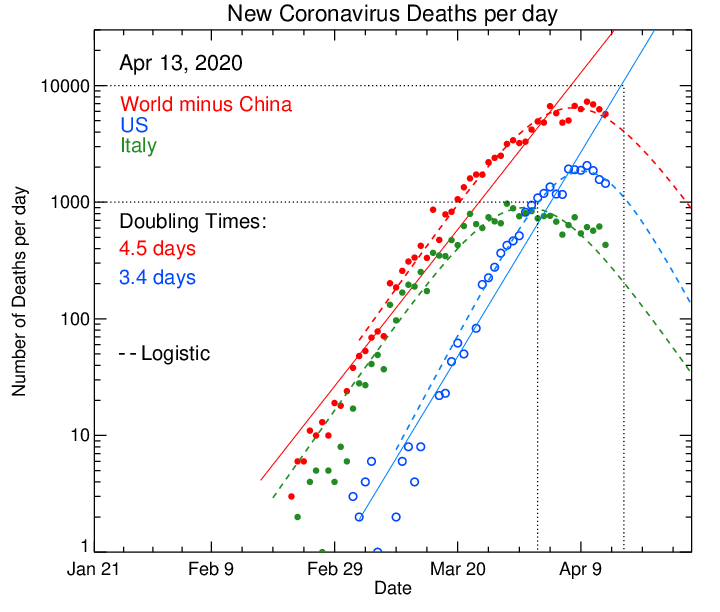 New Coronavirus Deaths per day
Apr 13, 2020
World minus China
US
Italy
Doubling Times:
4.5 days
3.4 days
-- Logistic
Number of Deaths per day
10000
1000
100
10
1
Jan 21 Feb 9 Feb 29 Mar 20 Apr 9
Date